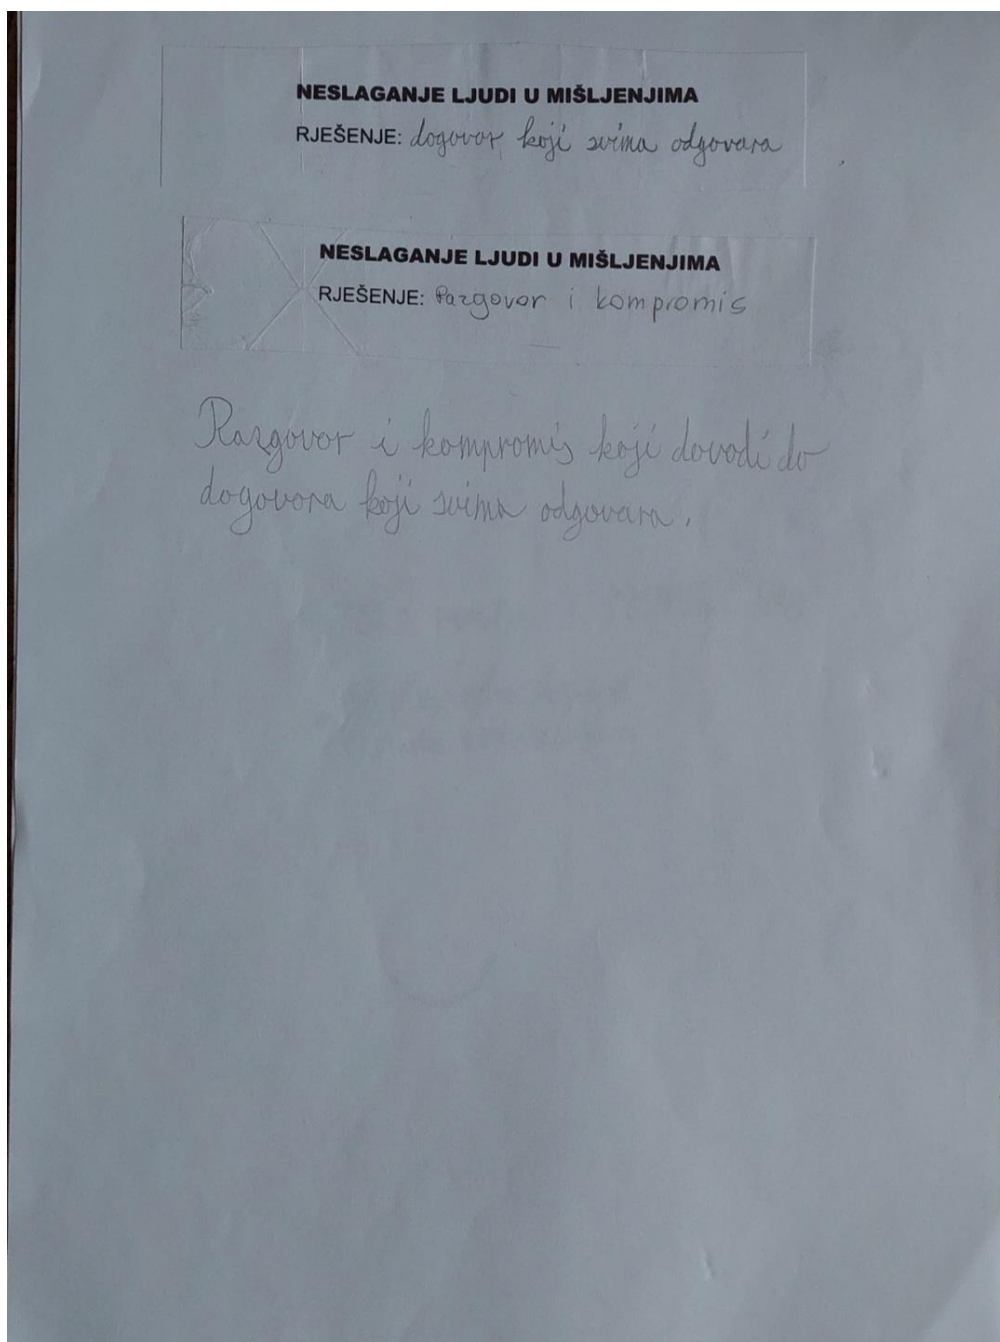 NESLAGANJE LJUDI U MIŠLJENJIMA
RJEŠENJE: dogovor koji svima odgovara
NESLAGANJE LJUDI U MIŠLJENJIMA
RJEŠENJE: Razgovor i kompromis
Razgovor i kompromis koji dovodi do
dogovora koji svima odgovara.